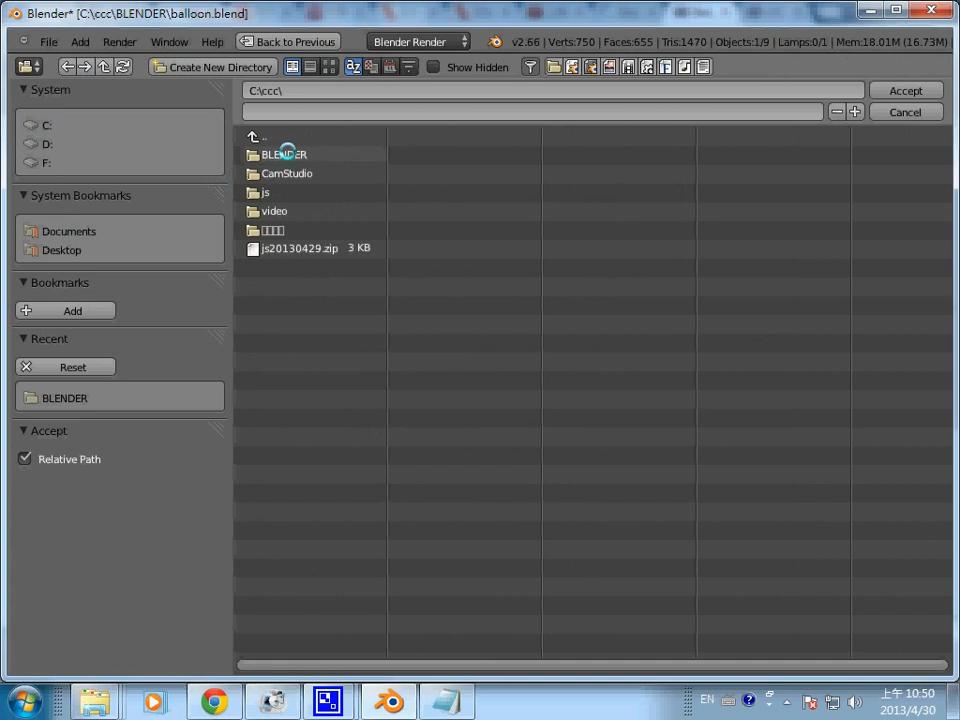 Blender* [C:\ccc\BLENDER\balloon.blend]
File Add Render Window Help Back to Previous Blender Render v2.66 | Verts:750 | Faces:655 | Tris:1470 | Objects:1/9 | Lamps:0/1 | Mem:18.01M (16.73M)
Create New Directory Show Hidden
System
C:\ccc\
Accept
Cancel
C:
D:
F:
..
BLENDER
CamStudio
js
video
js20130429.zip 3 KB
System Bookmarks
Documents
Desktop
Bookmarks
Add
Recent
Reset
BLENDER
Accept
Relative Path
EN
上午 10:50
2013/4/30